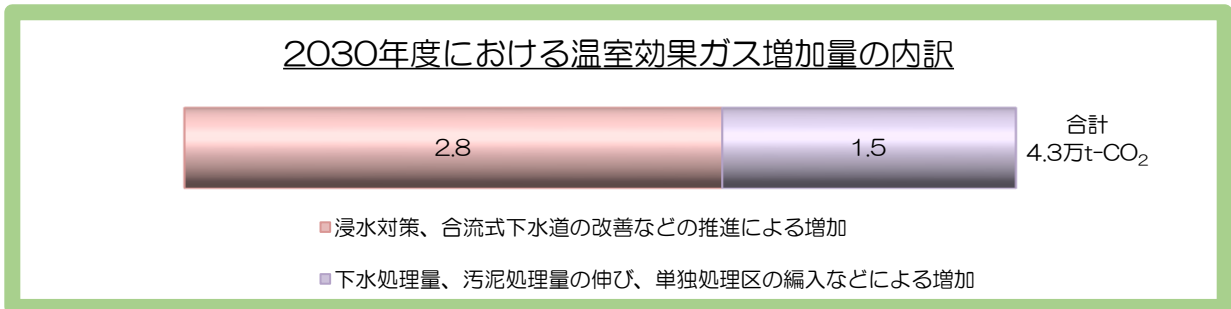 2030年度における温室効果ガス増加量の内訳
2.8
1.5
合計
4.3万t-CO₂
浸水対策、合流式下水道の改善などの推進による増加
下水処理量、汚泥処理量の伸び、単独処理区の編入などによる増加